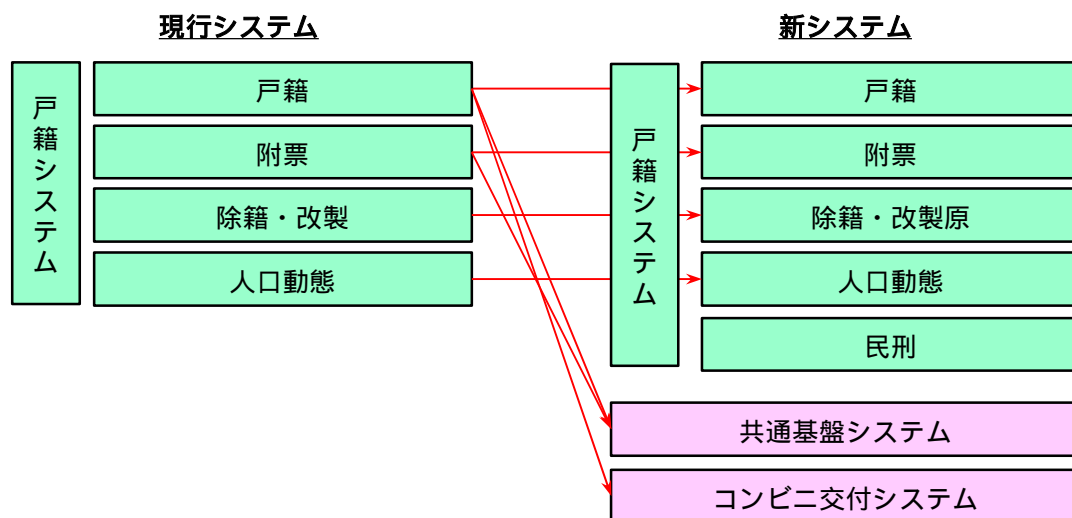 現行システム
新システム
戸籍システム
戸籍
附票
除籍・改製
人口動態
戸籍システム
戸籍
附票
除籍・改製原
人口動態
民刑
共通基盤システム
コンビニ交付システム